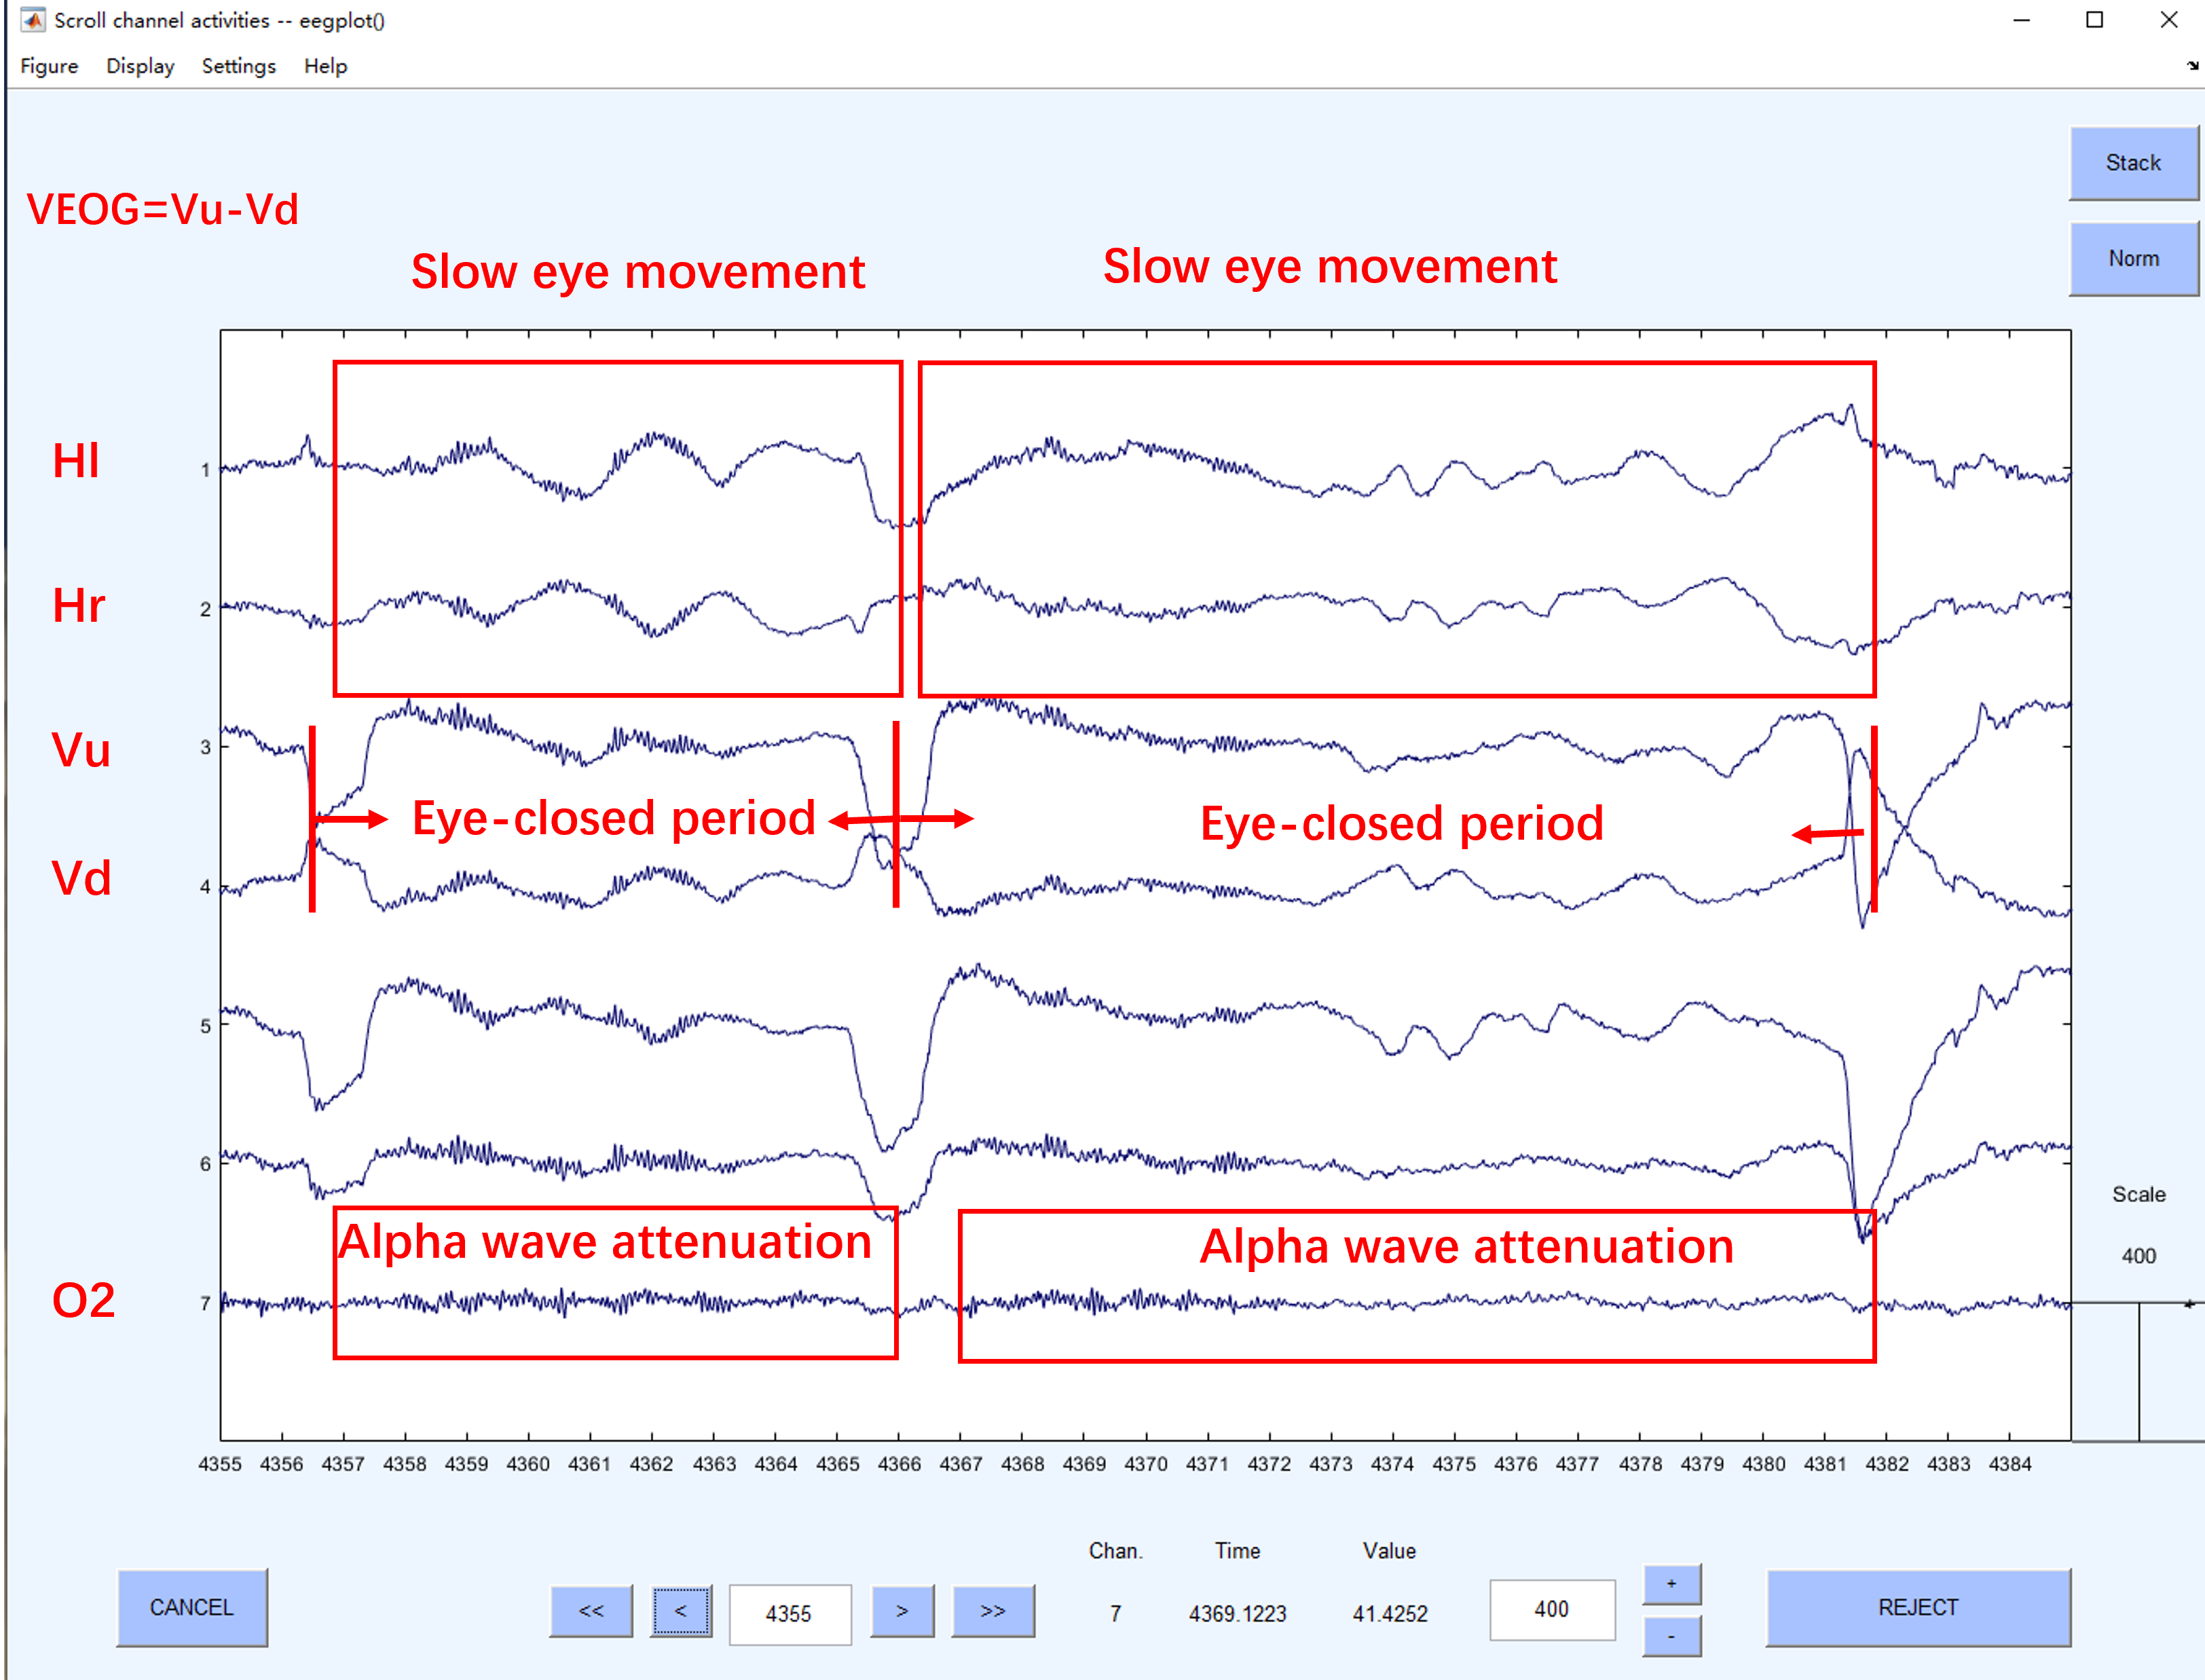 Scroll channel activities -- eegplot()
Figure Display Settings Help
Stack
VEOG=Vu-Vd
Norm
Slow eye movement Slow eye movement
Hl 1
Hr 2
Vu 3
Eye-closed period Eye-closed period
Vd 4
5
6
Scale
Alpha wave attenuation Alpha wave attenuation 400
O2 7
4355 4356 4357 4358 4359 4360 4361 4362 4363 4364 4365 4366 4367 4368 4369 4370 4371 4372 4373 4374 4375 4376 4377 4378 4379 4380 4381 4382 4383 4384
Chan. Time Value
CANCEL << < 4355 > >> 7 4369.1223 41.4252 400 + - REJECT